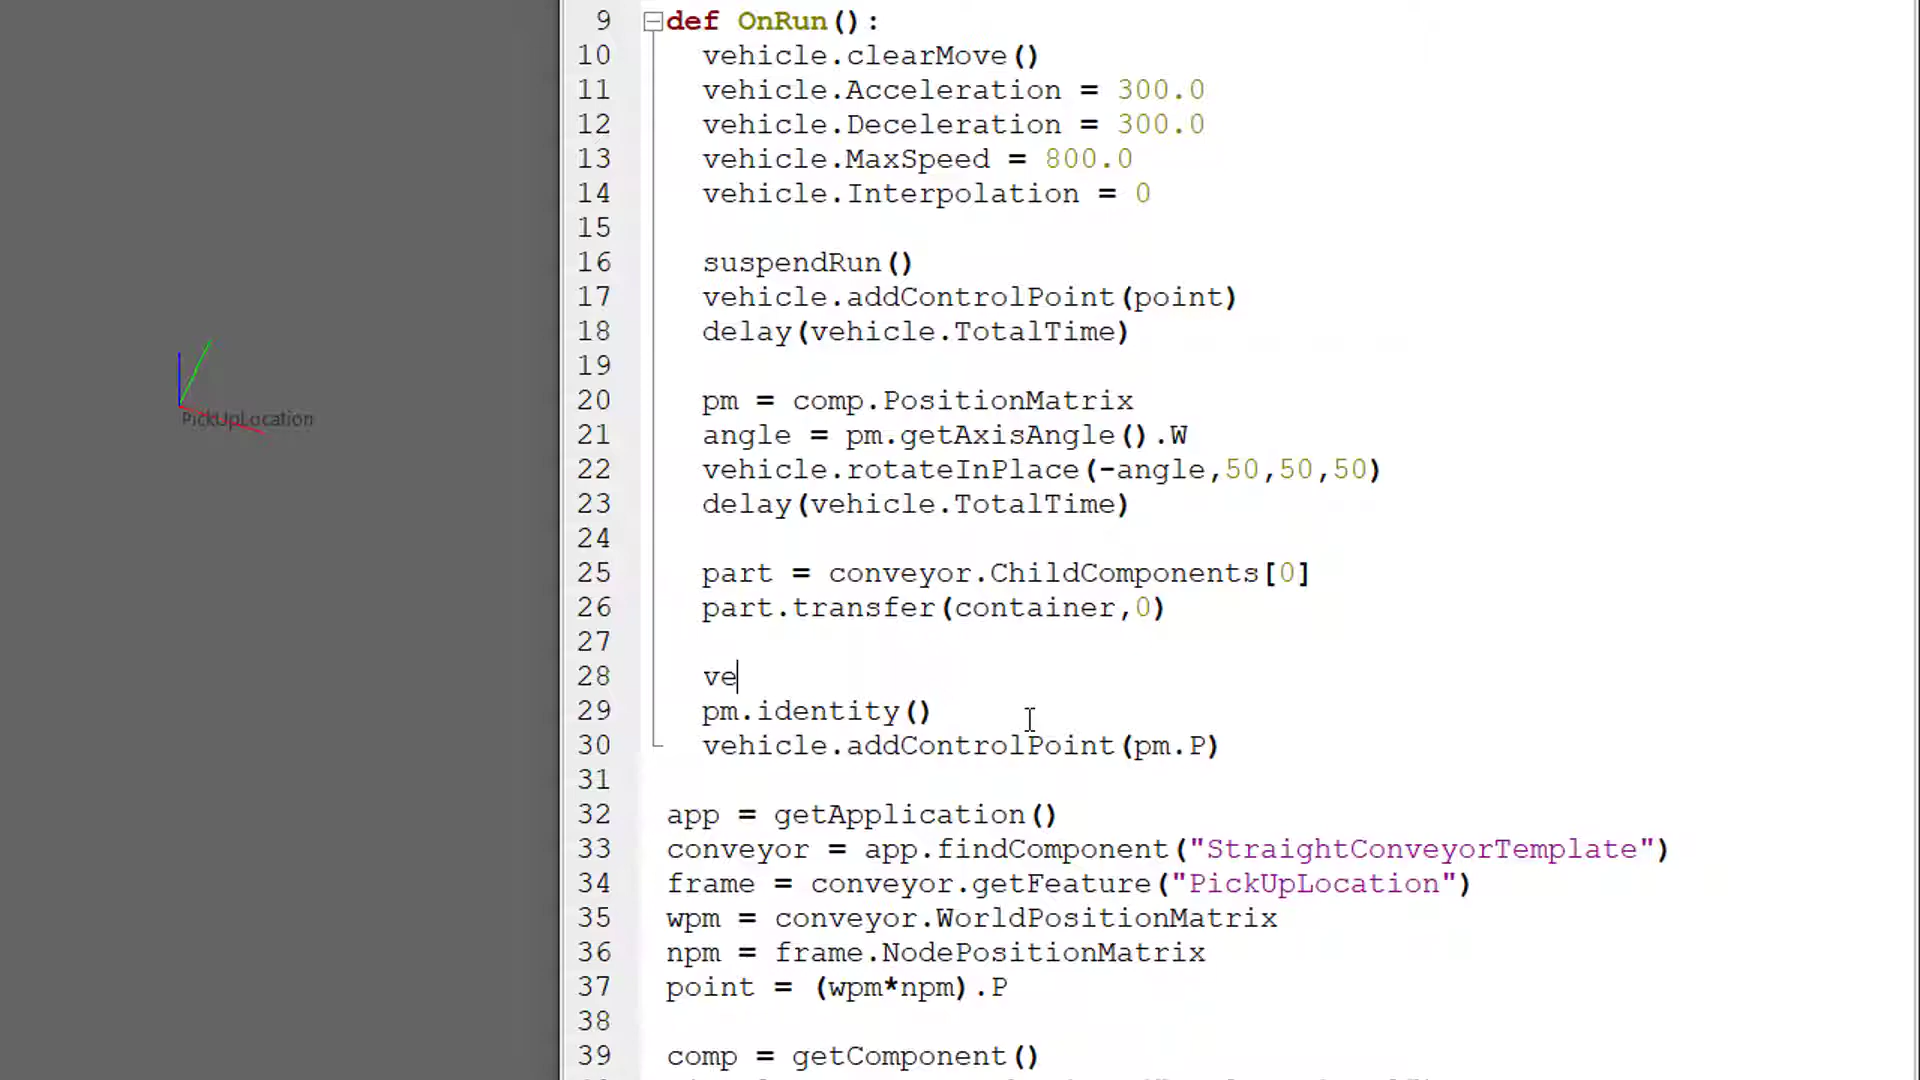 9 def OnRun():
10 vehicle.clearMove()
11 vehicle.Acceleration = 300.0
12 vehicle.Deceleration = 300.0
13 vehicle.MaxSpeed = 800.0
14 vehicle.Interpolation = 0
15
16 suspendRun()
17 vehicle.addControlPoint(point)
18 delay(vehicle.TotalTime)
19
20 pm = comp.PositionMatrix
21 angle = pm.getAxisAngle().W
22 vehicle.rotateInPlace(-angle,50,50,50)
23 delay(vehicle.TotalTime)
24
25 part = conveyor.ChildComponents[0]
26 part.transfer(container,0)
27
28 ve
29 pm.identity()
30 vehicle.addControlPoint(pm.P)
31
32 app = getApplication()
33 conveyor = app.findComponent("StraightConveyorTemplate")
34 frame = conveyor.getFeature("PickUpLocation")
35 wpm = conveyor.WorldPositionMatrix
36 npm = frame.NodePositionMatrix
37 point = (wpm*npm).P
38
39 comp = getComponent()
PickUpLocation